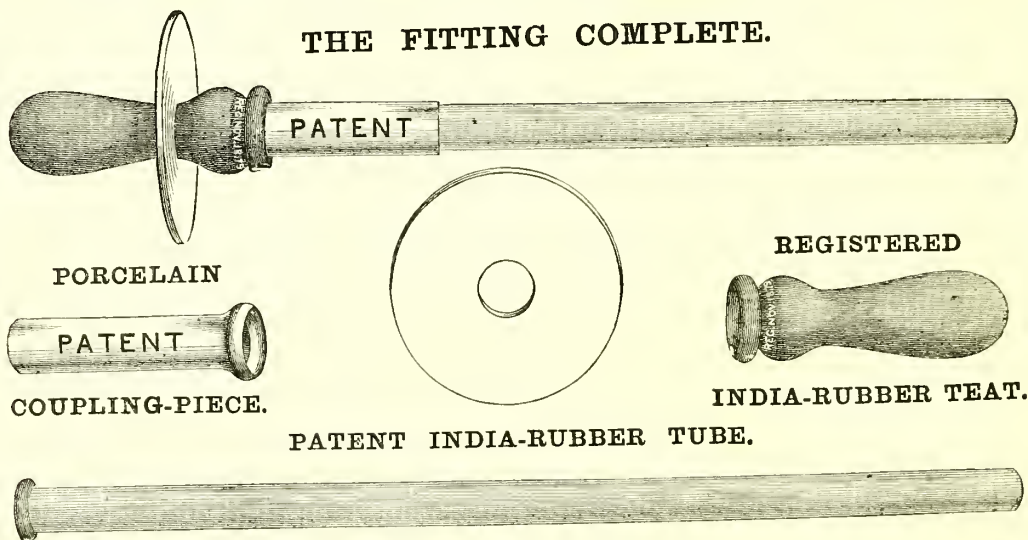 THE FITTING COMPLETE.
PATENT
PORCELAIN
REGISTERED
PATENT
COUPLING-PIECE.
INDIA-RUBBER TEAT.
PATENT INDIA-RUBBER TUBE.